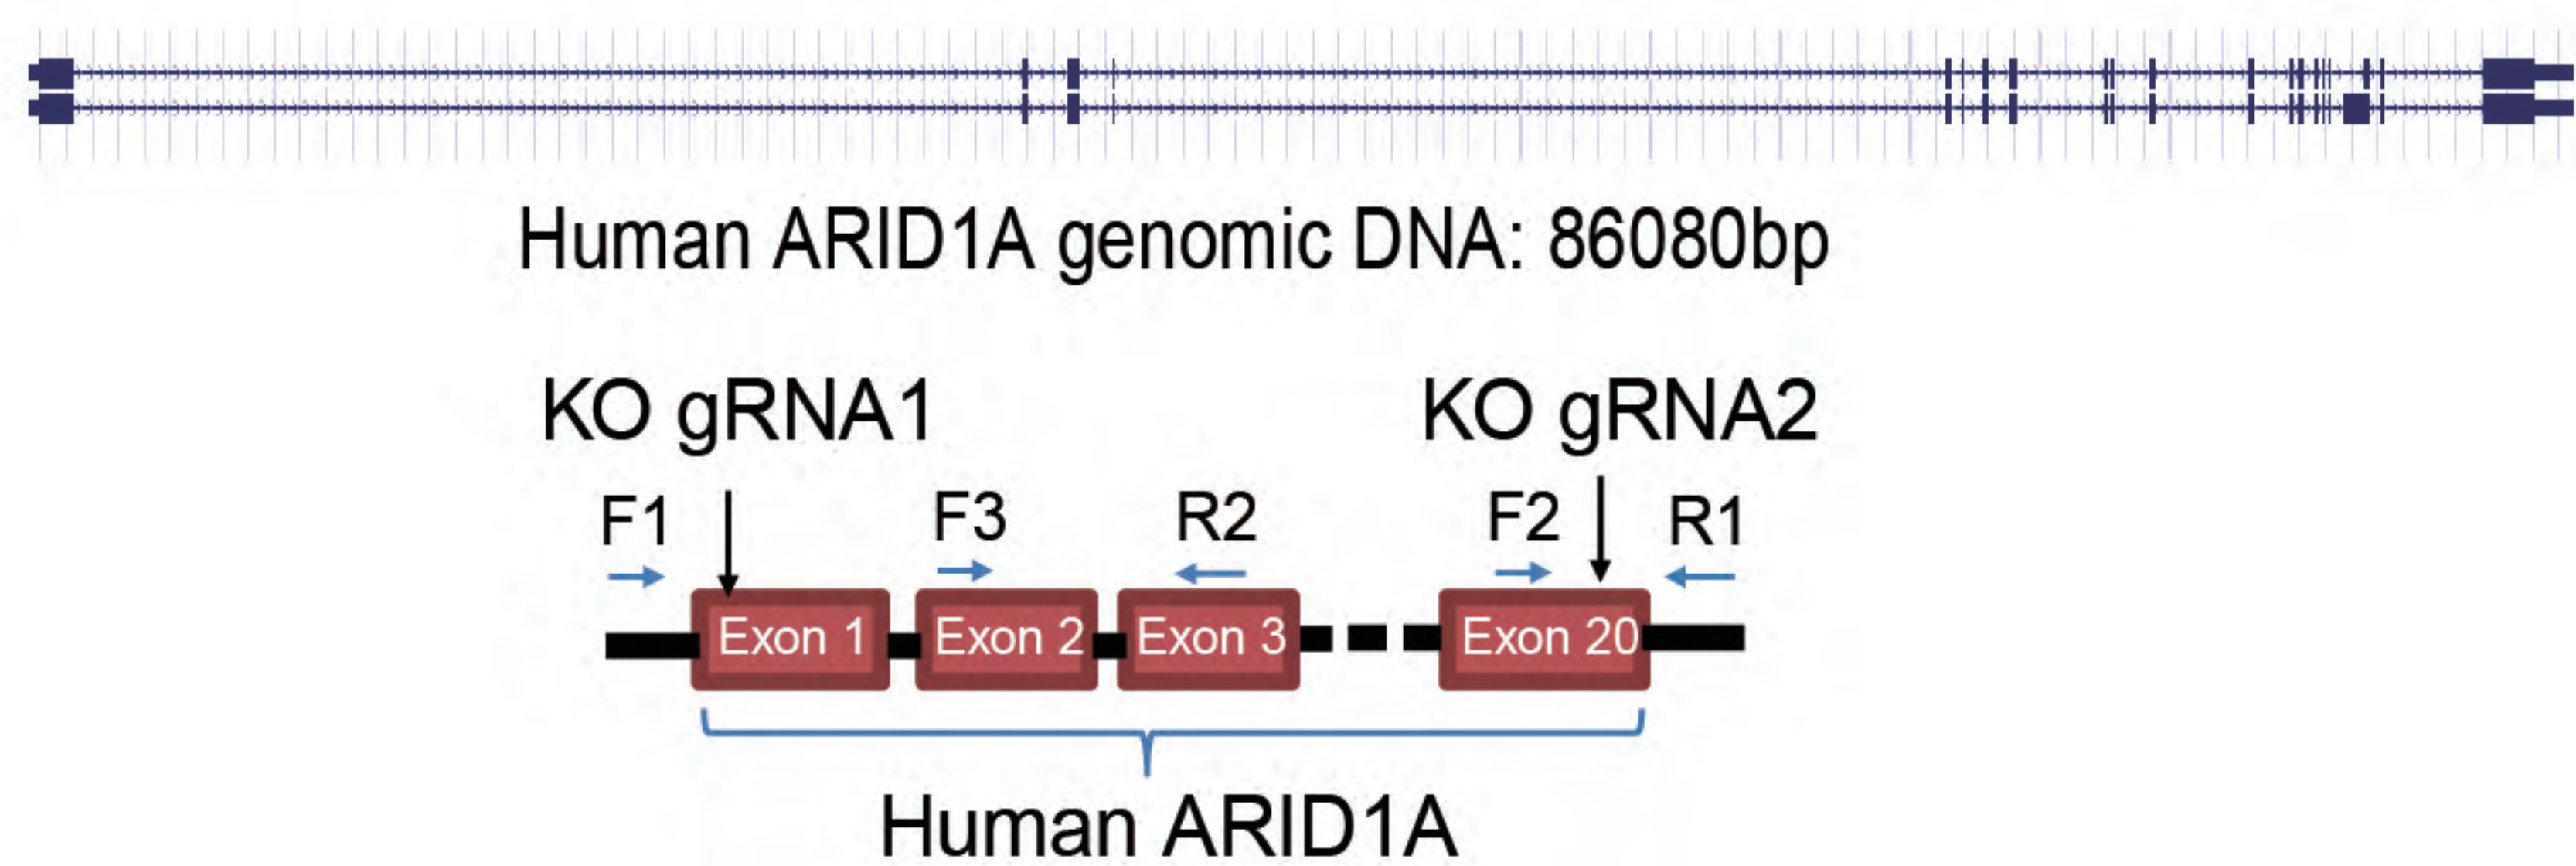 Human ARID1A genomic DNA: 86080bp
KO gRNA1 KO gRNA2
F1 F3 R2 F2 R1
Exon 1 Exon 2 Exon 3 Exon 20
Human ARID1A